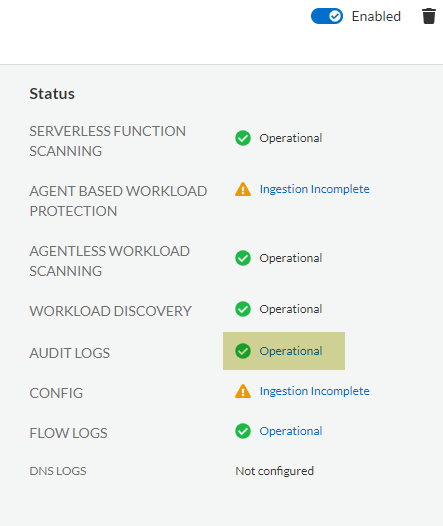 Enabled
Status
SERVERLESS FUNCTION
SCANNING
Operational
AGENT BASED WORKLOAD
PROTECTION
Ingestion Incomplete
AGENTLESS WORKLOAD
SCANNING
Operational
WORKLOAD DISCOVERY
Operational
AUDIT LOGS
Operational
CONFIG
Ingestion Incomplete
FLOW LOGS
Operational
DNS LOGS
Not configured